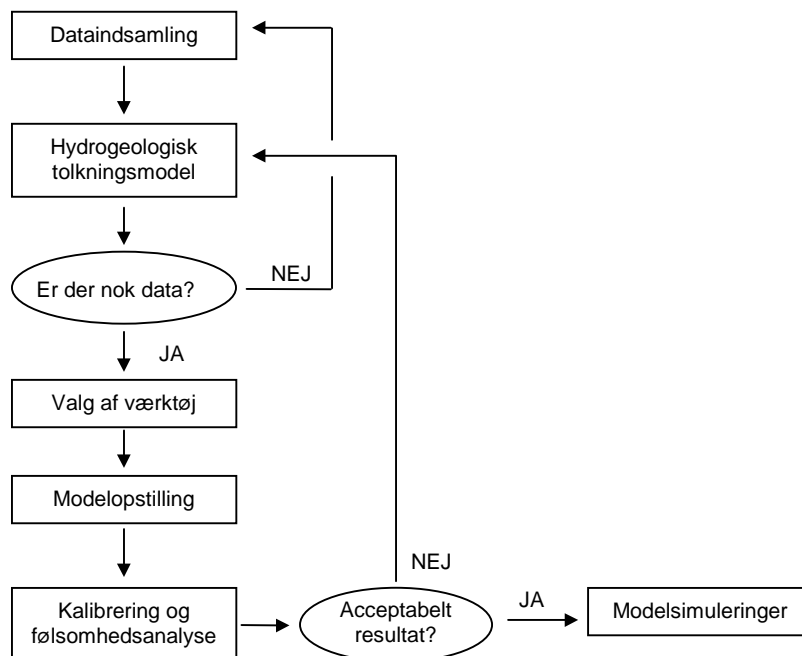 Dataindsamling
Hydrogeologisk
tolkningsmodel
NEJ
Er der nok data?
JA
Valg af værktøj
Modelopstilling
NEJ
Kalibrering og
følsomhedsanalyse
Acceptabelt
resultat?
JA
Modelsimuleringer